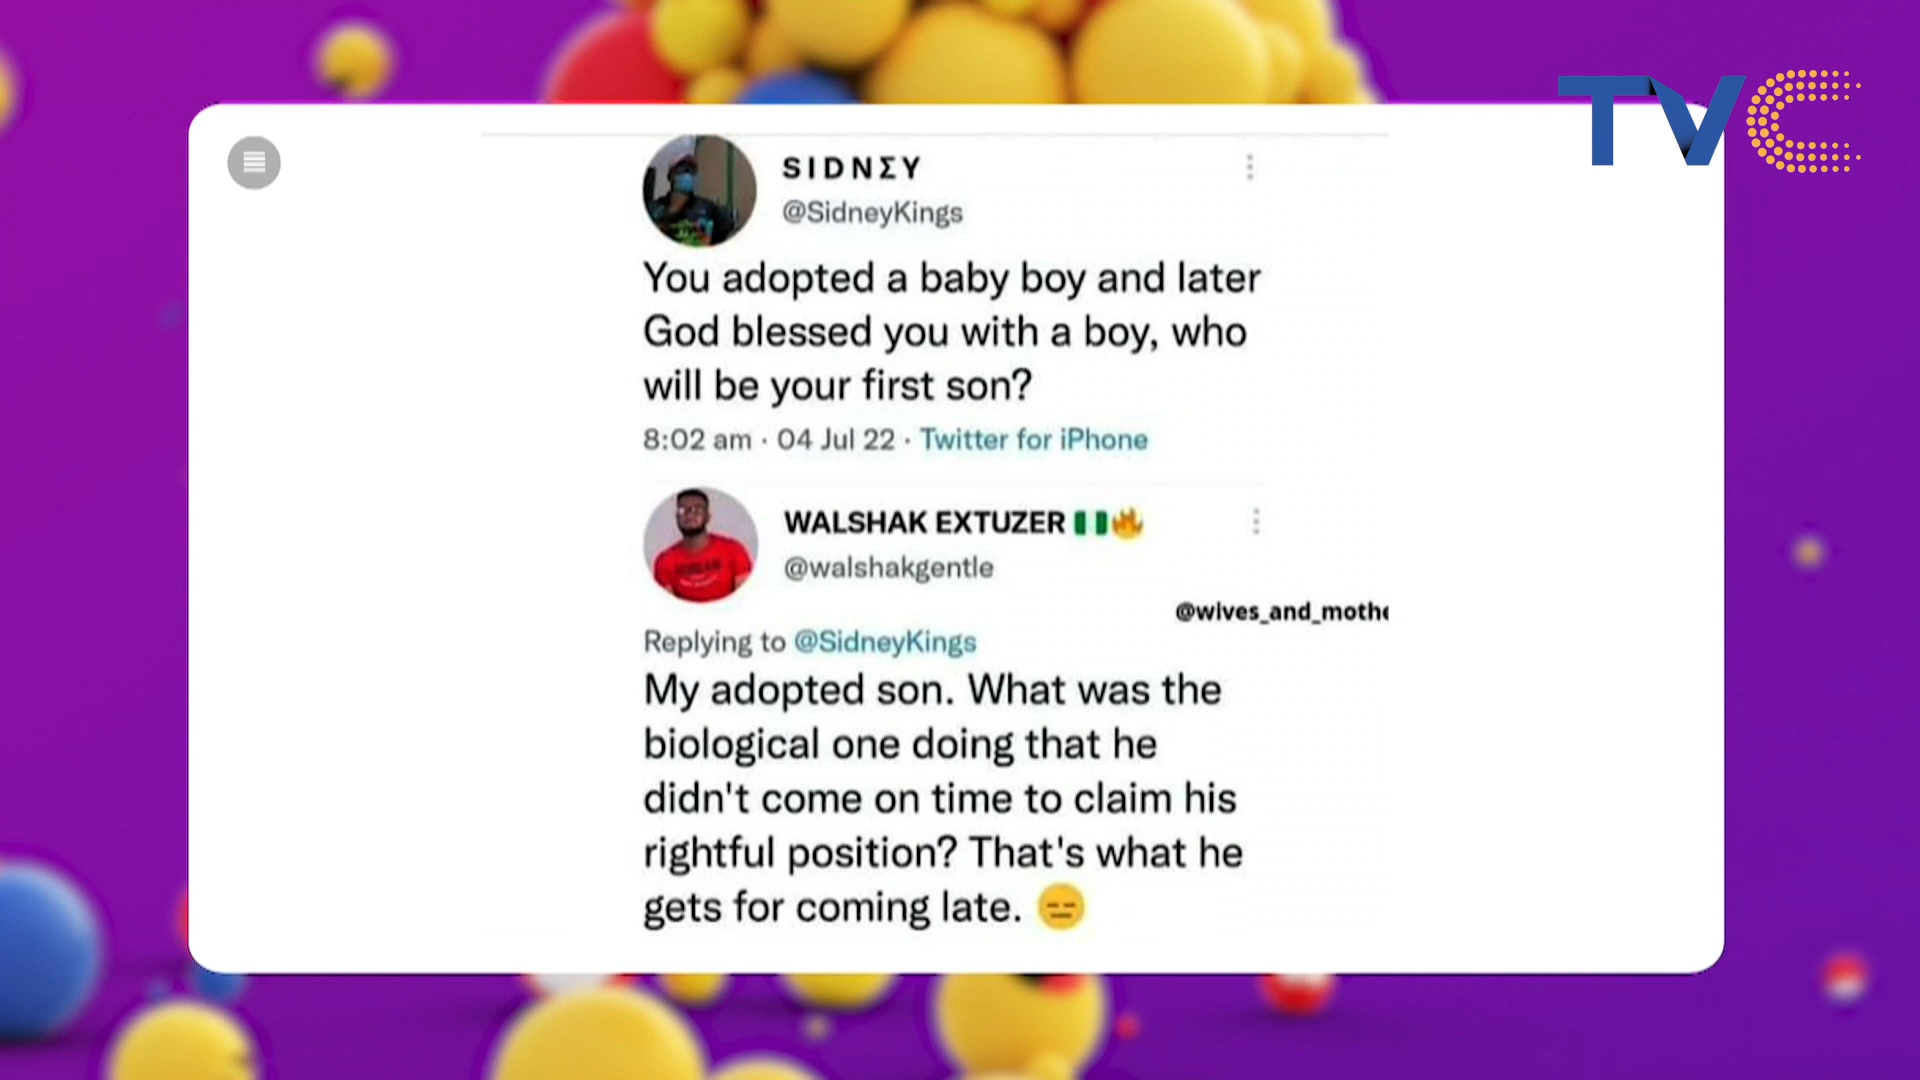 TVC
SIDNΣY
@SidneyKings
You adopted a baby boy and later
God blessed you with a boy, who
will be your first son?
8:02 am · 04 Jul 22 · Twitter for iPhone
WALSHAK EXTUZER 🇳🇬🔥
@walshakgentle
@wives_and_mothe
Replying to @SidneyKings
My adopted son. What was the
biological one doing that he
didn't come on time to claim his
rightful position? That's what he
gets for coming late. 😑